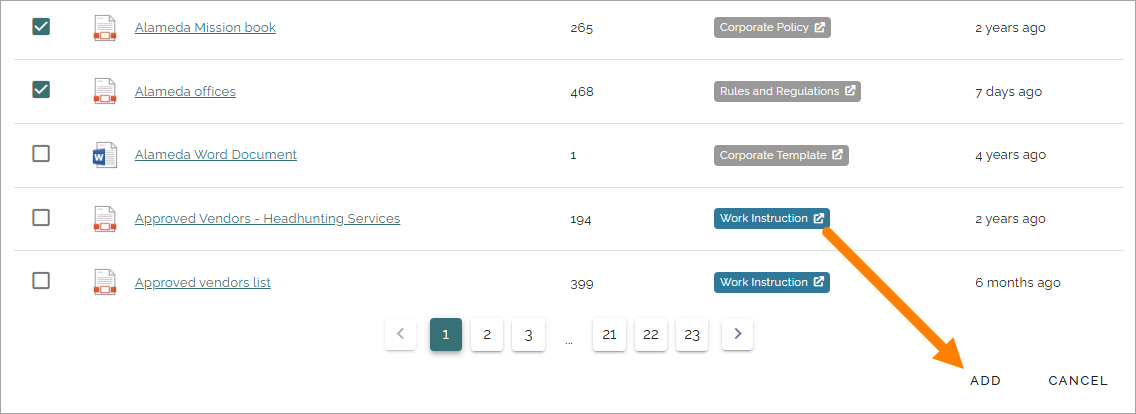 Alameda Mission book 265 Corporate Policy 2 years ago
Alameda offices 468 Rules and Regulations 7 days ago
Alameda Word Document 1 Corporate Template 4 years ago
Approved Vendors - Headhunting Services 194 Work Instruction 2 years ago
Approved vendors list 399 Work Instruction 6 months ago
1 2 3 ... 21 22 23
ADD CANCEL